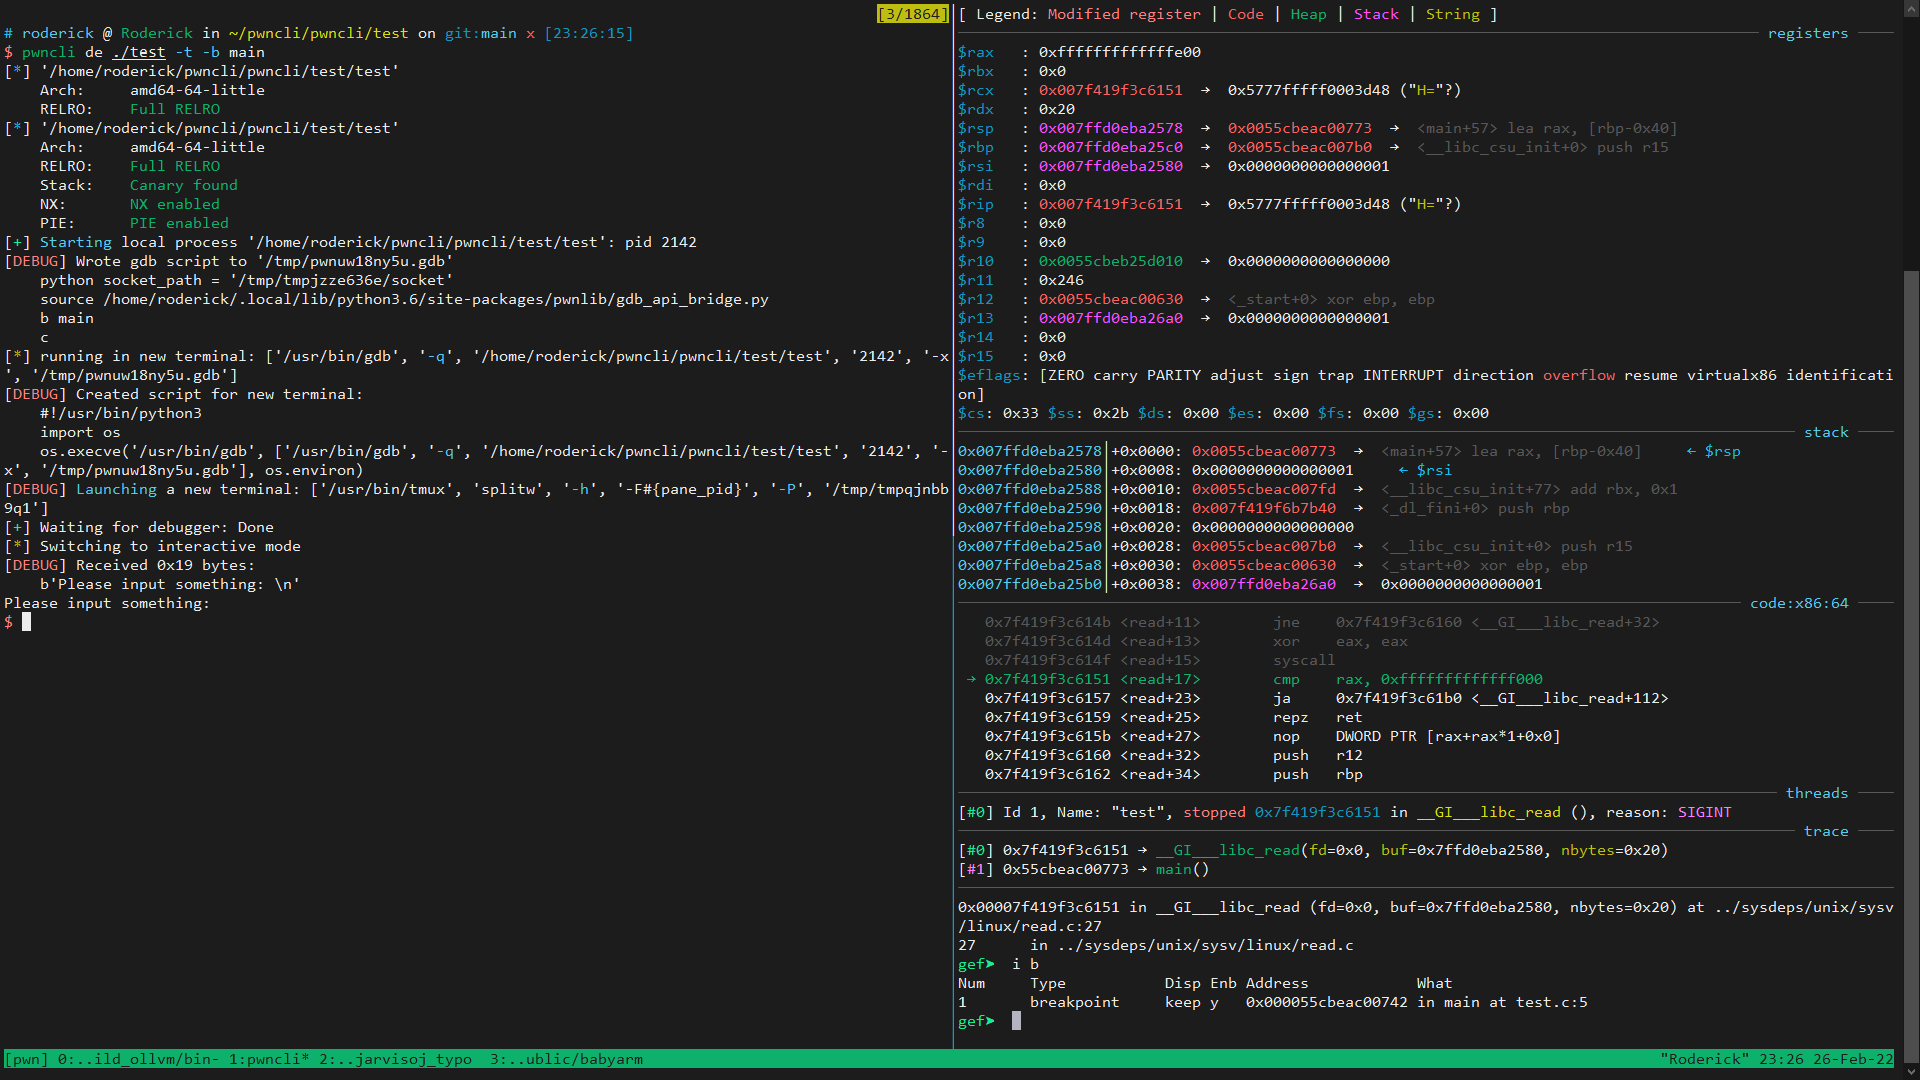 [3/1864]
# roderick @ Roderick in ~/pwncli/pwncli/test on git:main x [23:26:15]
$ pwncli de ./test -t -b main
[*] '/home/roderick/pwncli/pwncli/test/test'
    Arch:     amd64-64-little
    RELRO:    Full RELRO
[*] '/home/roderick/pwncli/pwncli/test/test'
    Arch:     amd64-64-little
    RELRO:    Full RELRO
    Stack:    Canary found
    NX:       NX enabled
    PIE:      PIE enabled
[+] Starting local process '/home/roderick/pwncli/pwncli/test/test': pid 2142
[DEBUG] Wrote gdb script to '/tmp/pwnuw18ny5u.gdb'
    python socket_path = '/tmp/tmpjzze636e/socket'
    source /home/roderick/.local/lib/python3.6/site-packages/pwnlib/gdb_api_bridge.py
    b main
    c
[*] running in new terminal: ['/usr/bin/gdb', '-q', '/home/roderick/pwncli/pwncli/test/test', '2142', '-x
', '/tmp/pwnuw18ny5u.gdb']
[DEBUG] Created script for new terminal:
    #!/usr/bin/python3
    import os
    os.execve('/usr/bin/gdb', ['/usr/bin/gdb', '-q', '/home/roderick/pwncli/pwncli/test/test', '2142', '-
x', '/tmp/pwnuw18ny5u.gdb'], os.environ)
[DEBUG] Launching a new terminal: ['/usr/bin/tmux', 'splitw', '-h', '-F#{pane_pid}', '-P', '/tmp/tmpqjnbb
9q1']
[+] Waiting for debugger: Done
[*] Switching to interactive mode
[DEBUG] Received 0x19 bytes:
    b'Please input something: \n'
Please input something:
$
[ Legend: Modified register | Code | Heap | Stack | String ]
registers
$rax   : 0xfffffffffffffe00
$rbx   : 0x0
$rcx   : 0x007f419f3c6151  →  0x5777fffff0003d48 ("H="?)
$rdx   : 0x20
$rsp   : 0x007ffd0eba2578  →  0x0055cbeac00773  →  <main+57> lea rax, [rbp-0x40]
$rbp   : 0x007ffd0eba25c0  →  0x0055cbeac007b0  →  <__libc_csu_init+0> push r15
$rsi   : 0x007ffd0eba2580  →  0x0000000000000001
$rdi   : 0x0
$rip   : 0x007f419f3c6151  →  0x5777fffff0003d48 ("H="?)
$r8    : 0x0
$r9    : 0x0
$r10   : 0x0055cbeb25d010  →  0x0000000000000000
$r11   : 0x246
$r12   : 0x0055cbeac00630  →  <_start+0> xor ebp, ebp
$r13   : 0x007ffd0eba26a0  →  0x0000000000000001
$r14   : 0x0
$r15   : 0x0
$eflags: [ZERO carry PARITY adjust sign trap INTERRUPT direction overflow resume virtualx86 identificati
on]
$cs: 0x33 $ss: 0x2b $ds: 0x00 $es: 0x00 $fs: 0x00 $gs: 0x00
stack
0x007ffd0eba2578│+0x0000: 0x0055cbeac00773  →  <main+57> lea rax, [rbp-0x40]     ← $rsp
0x007ffd0eba2580│+0x0008: 0x0000000000000001     ← $rsi
0x007ffd0eba2588│+0x0010: 0x0055cbeac007fd  →  <__libc_csu_init+77> add rbx, 0x1
0x007ffd0eba2590│+0x0018: 0x007f419f6b7b40  →  <_dl_fini+0> push rbp
0x007ffd0eba2598│+0x0020: 0x0000000000000000
0x007ffd0eba25a0│+0x0028: 0x0055cbeac007b0  →  <__libc_csu_init+0> push r15
0x007ffd0eba25a8│+0x0030: 0x0055cbeac00630  →  <_start+0> xor ebp, ebp
0x007ffd0eba25b0│+0x0038: 0x007ffd0eba26a0  →  0x0000000000000001
code:x86:64
   0x7f419f3c614b <read+11>        jne    0x7f419f3c6160 <__GI___libc_read+32>
   0x7f419f3c614d <read+13>        xor    eax, eax
   0x7f419f3c614f <read+15>        syscall
 → 0x7f419f3c6151 <read+17>        cmp    rax, 0xfffffffffffff000
   0x7f419f3c6157 <read+23>        ja     0x7f419f3c61b0 <__GI___libc_read+112>
   0x7f419f3c6159 <read+25>        repz   ret
   0x7f419f3c615b <read+27>        nop    DWORD PTR [rax+rax*1+0x0]
   0x7f419f3c6160 <read+32>        push   r12
   0x7f419f3c6162 <read+34>        push   rbp
threads
[#0] Id 1, Name: "test", stopped 0x7f419f3c6151 in __GI___libc_read (), reason: SIGINT
trace
[#0] 0x7f419f3c6151 → __GI___libc_read(fd=0x0, buf=0x7ffd0eba2580, nbytes=0x20)
[#1] 0x55cbeac00773 → main()
0x00007f419f3c6151 in __GI___libc_read (fd=0x0, buf=0x7ffd0eba2580, nbytes=0x20) at ../sysdeps/unix/sysv
/linux/read.c:27
27      in ../sysdeps/unix/sysv/linux/read.c
gef➤  i b
Num     Type           Disp Enb Address            What
1       breakpoint     keep y   0x000055cbeac00742 in main at test.c:5
gef➤
[pwn] 0:..ild_ollvm/bin- 1:pwncli* 2:..jarvisoj_typo  3:..ublic/babyarm
"Roderick" 23:26 26-Feb-22